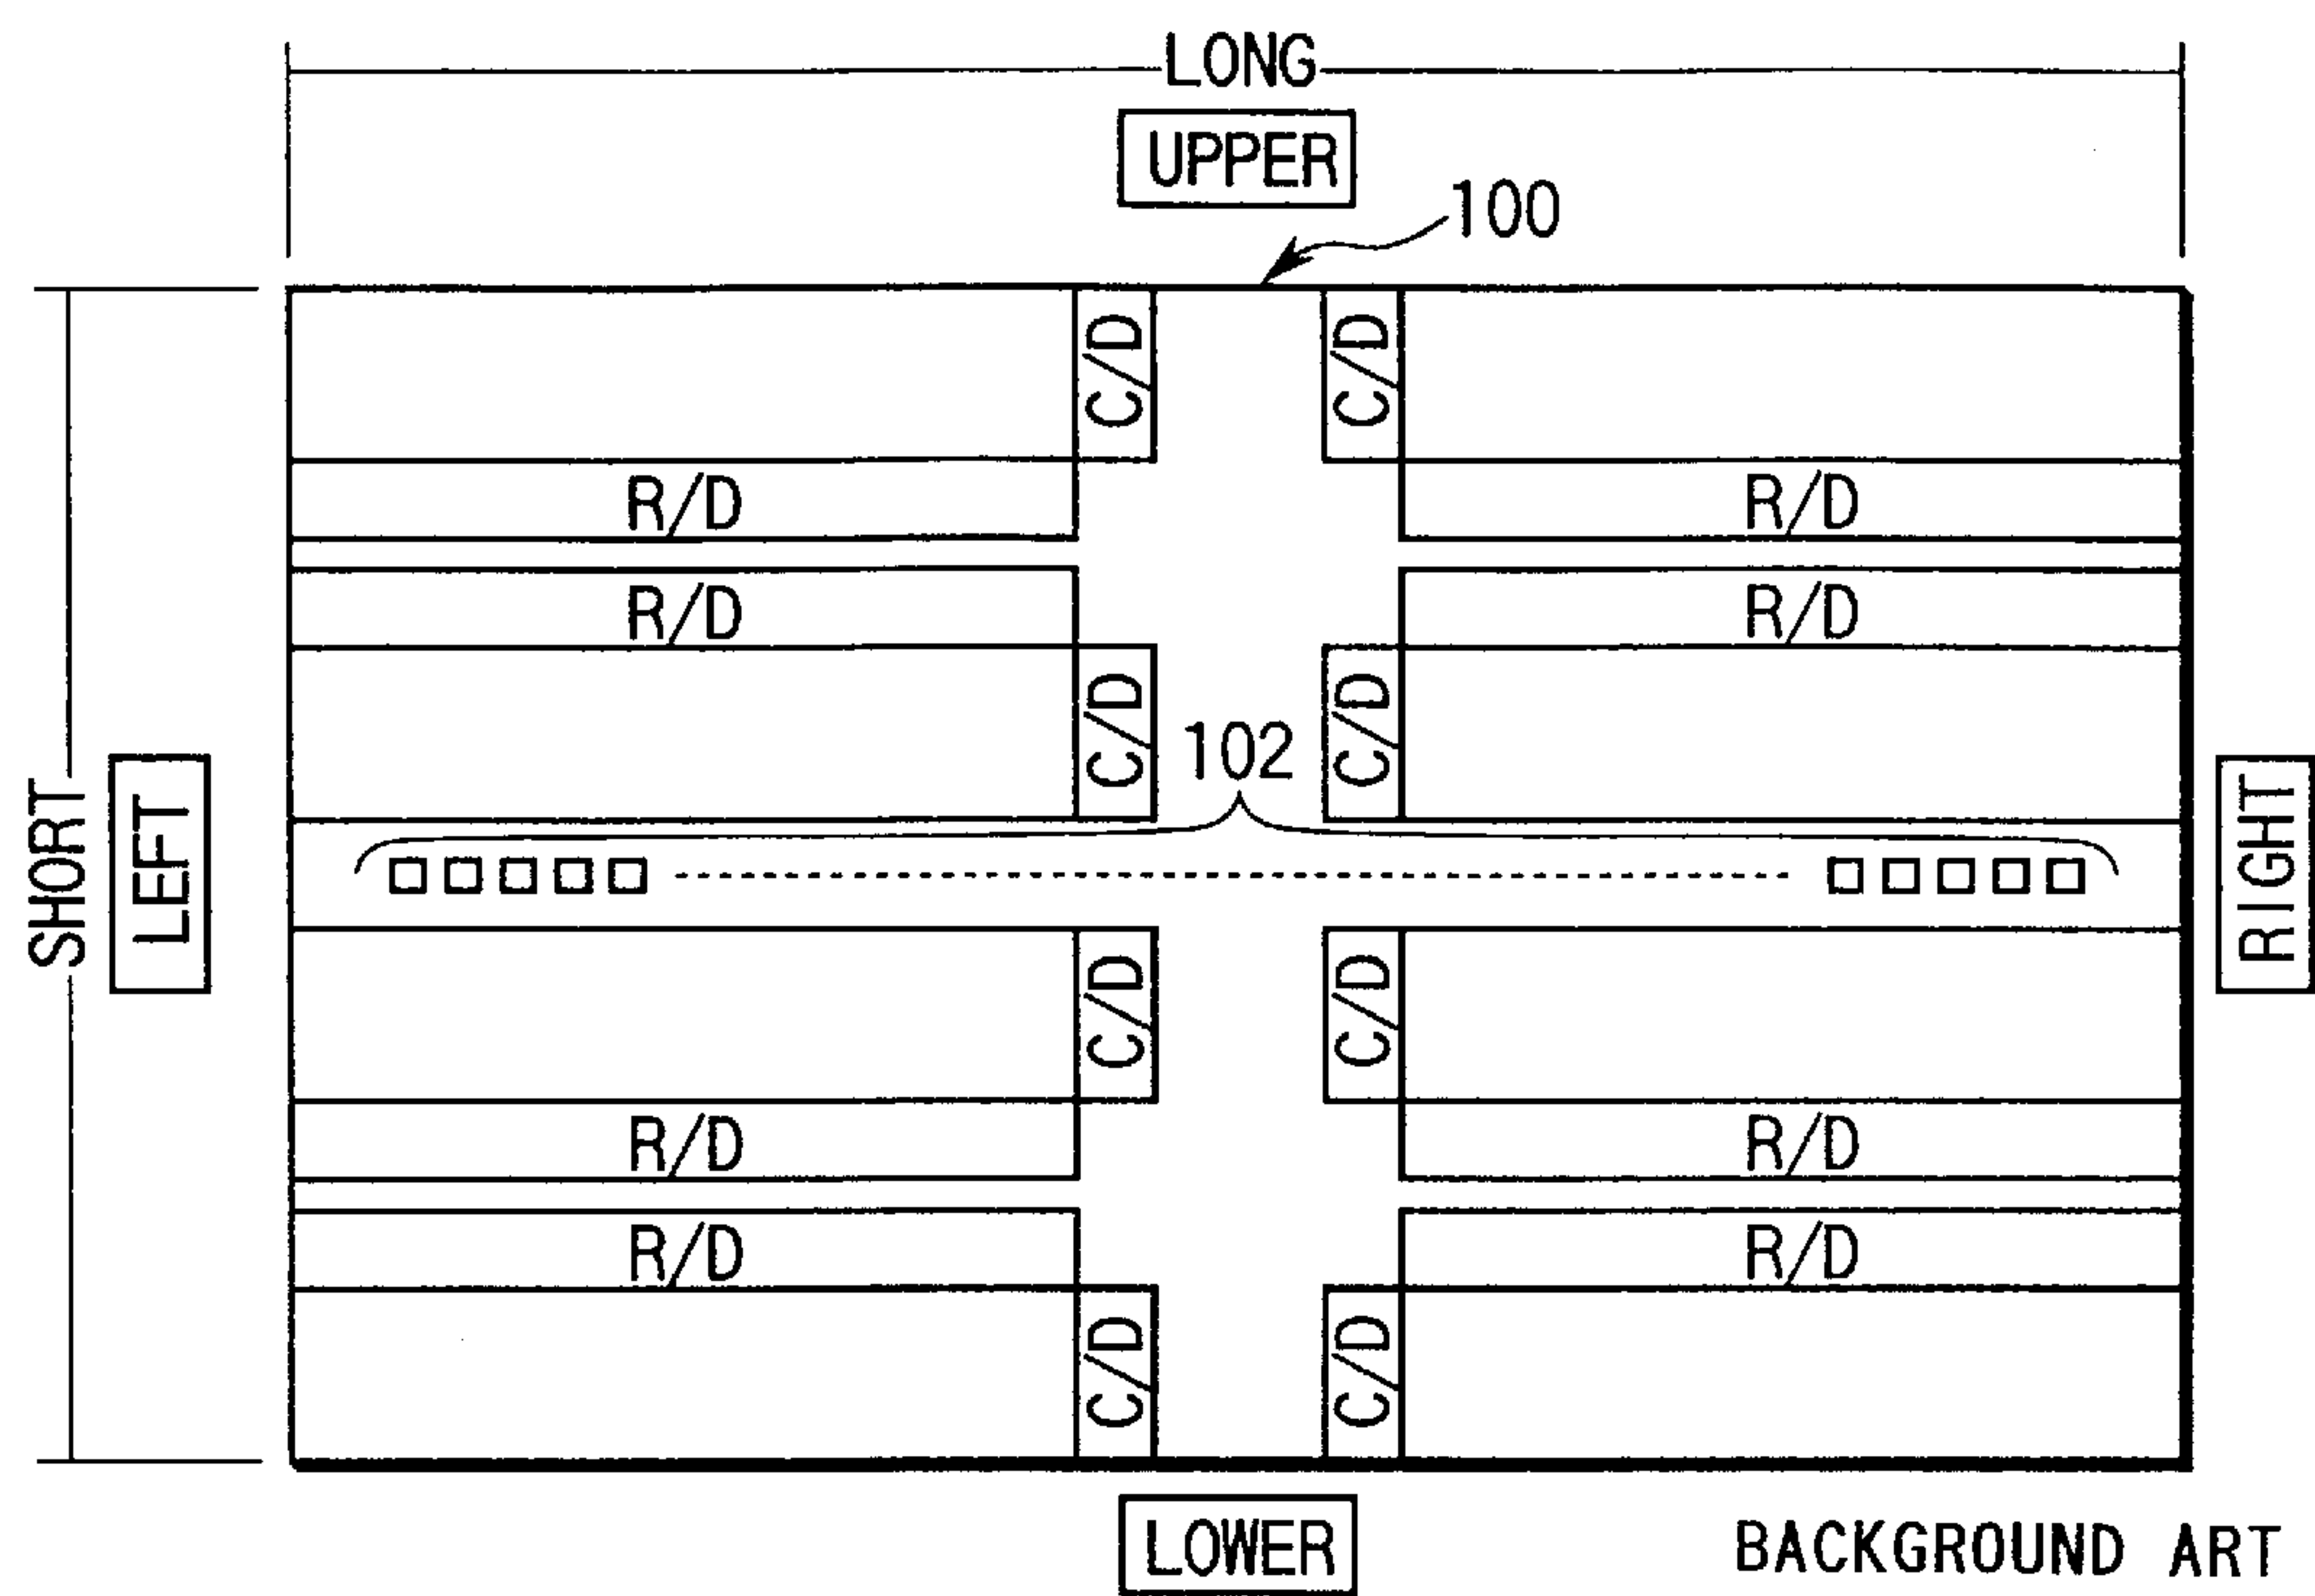 LONG
UPPER
100
C/D C/D
R/D R/D
R/D R/D
C/D C/D
102
SHORT
LEFT
RIGHT
C/D C/D
R/D R/D
R/D R/D
C/D C/D
LOWER
BACKGROUND ART